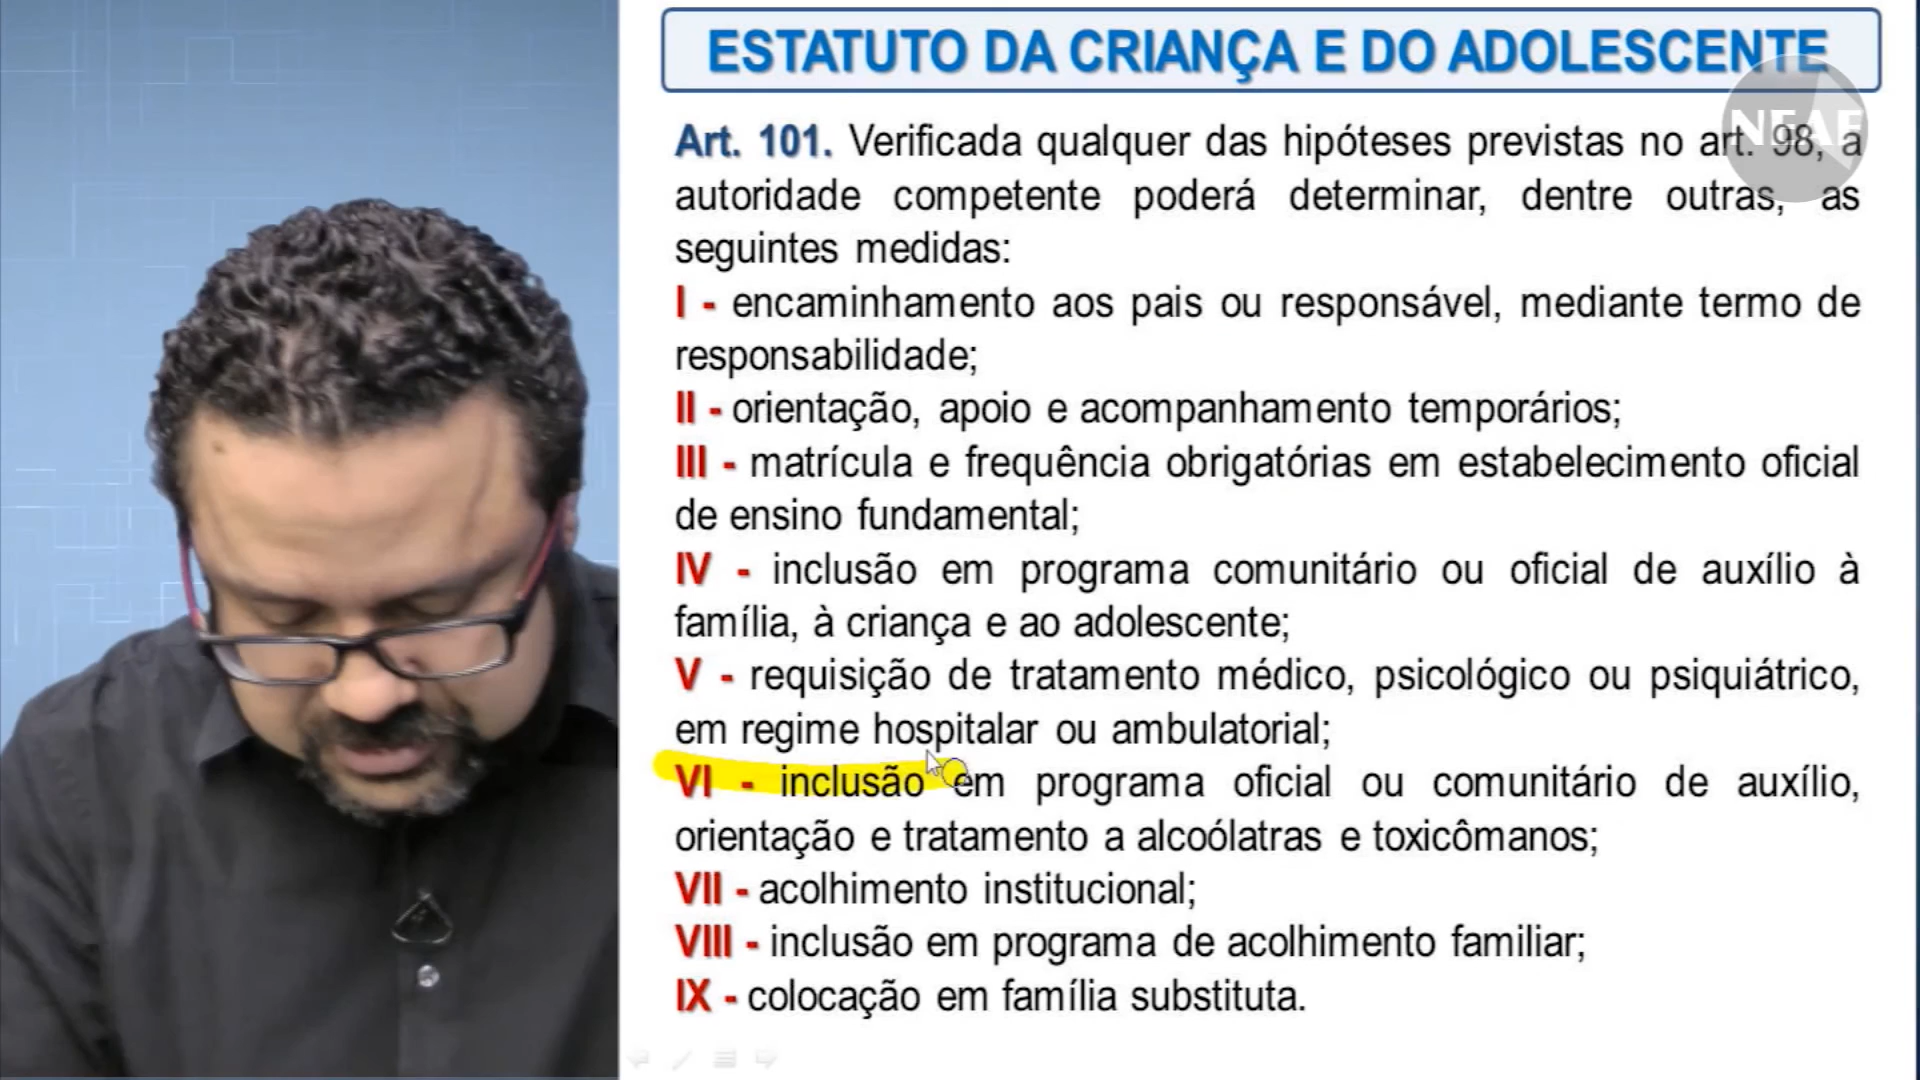 ESTATUTO DA CRIANÇA E DO ADOLESCENTE
NEAF
Art. 101. Verificada qualquer das hipóteses previstas no art. 98, a
autoridade competente poderá determinar, dentre outras, as
seguintes medidas:
I - encaminhamento aos pais ou responsável, mediante termo de
responsabilidade;
II - orientação, apoio e acompanhamento temporários;
III - matrícula e frequência obrigatórias em estabelecimento oficial
de ensino fundamental;
IV - inclusão em programa comunitário ou oficial de auxílio à
família, à criança e ao adolescente;
V - requisição de tratamento médico, psicológico ou psiquiátrico,
em regime hospitalar ou ambulatorial;
VI - inclusão em programa oficial ou comunitário de auxílio,
orientação e tratamento a alcoólatras e toxicômanos;
VII - acolhimento institucional;
VIII - inclusão em programa de acolhimento familiar;
IX - colocação em família substituta.